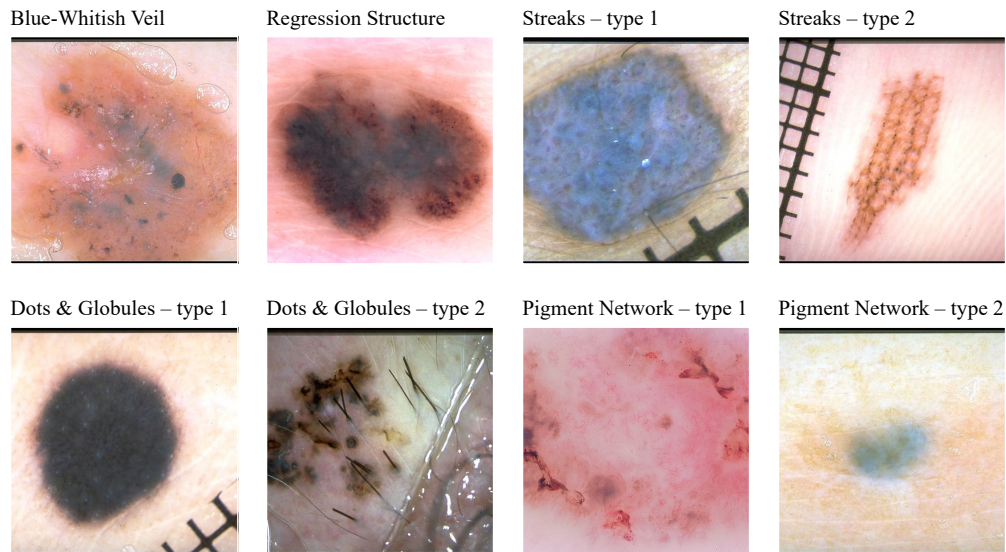 Blue-Whitish Veil
Regression Structure
Streaks – type 1
Streaks – type 2
Dots & Globules – type 1
Dots & Globules – type 2
Pigment Network – type 1
Pigment Network – type 2